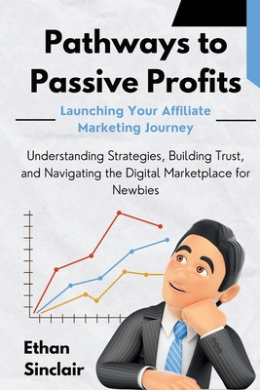 Pathways to
Passive Profits
Launching Your Affiliate
Marketing Journey
Understanding Strategies, Building Trust,
and Navigating the Digital Marketplace for
Newbies
Ethan
Sinclair